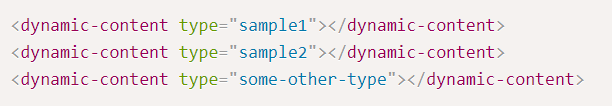 <dynamic-content type="sample1"></dynamic-content>
<dynamic-content type="sample2"></dynamic-content>
<dynamic-content type="some-other-type"></dynamic-content>